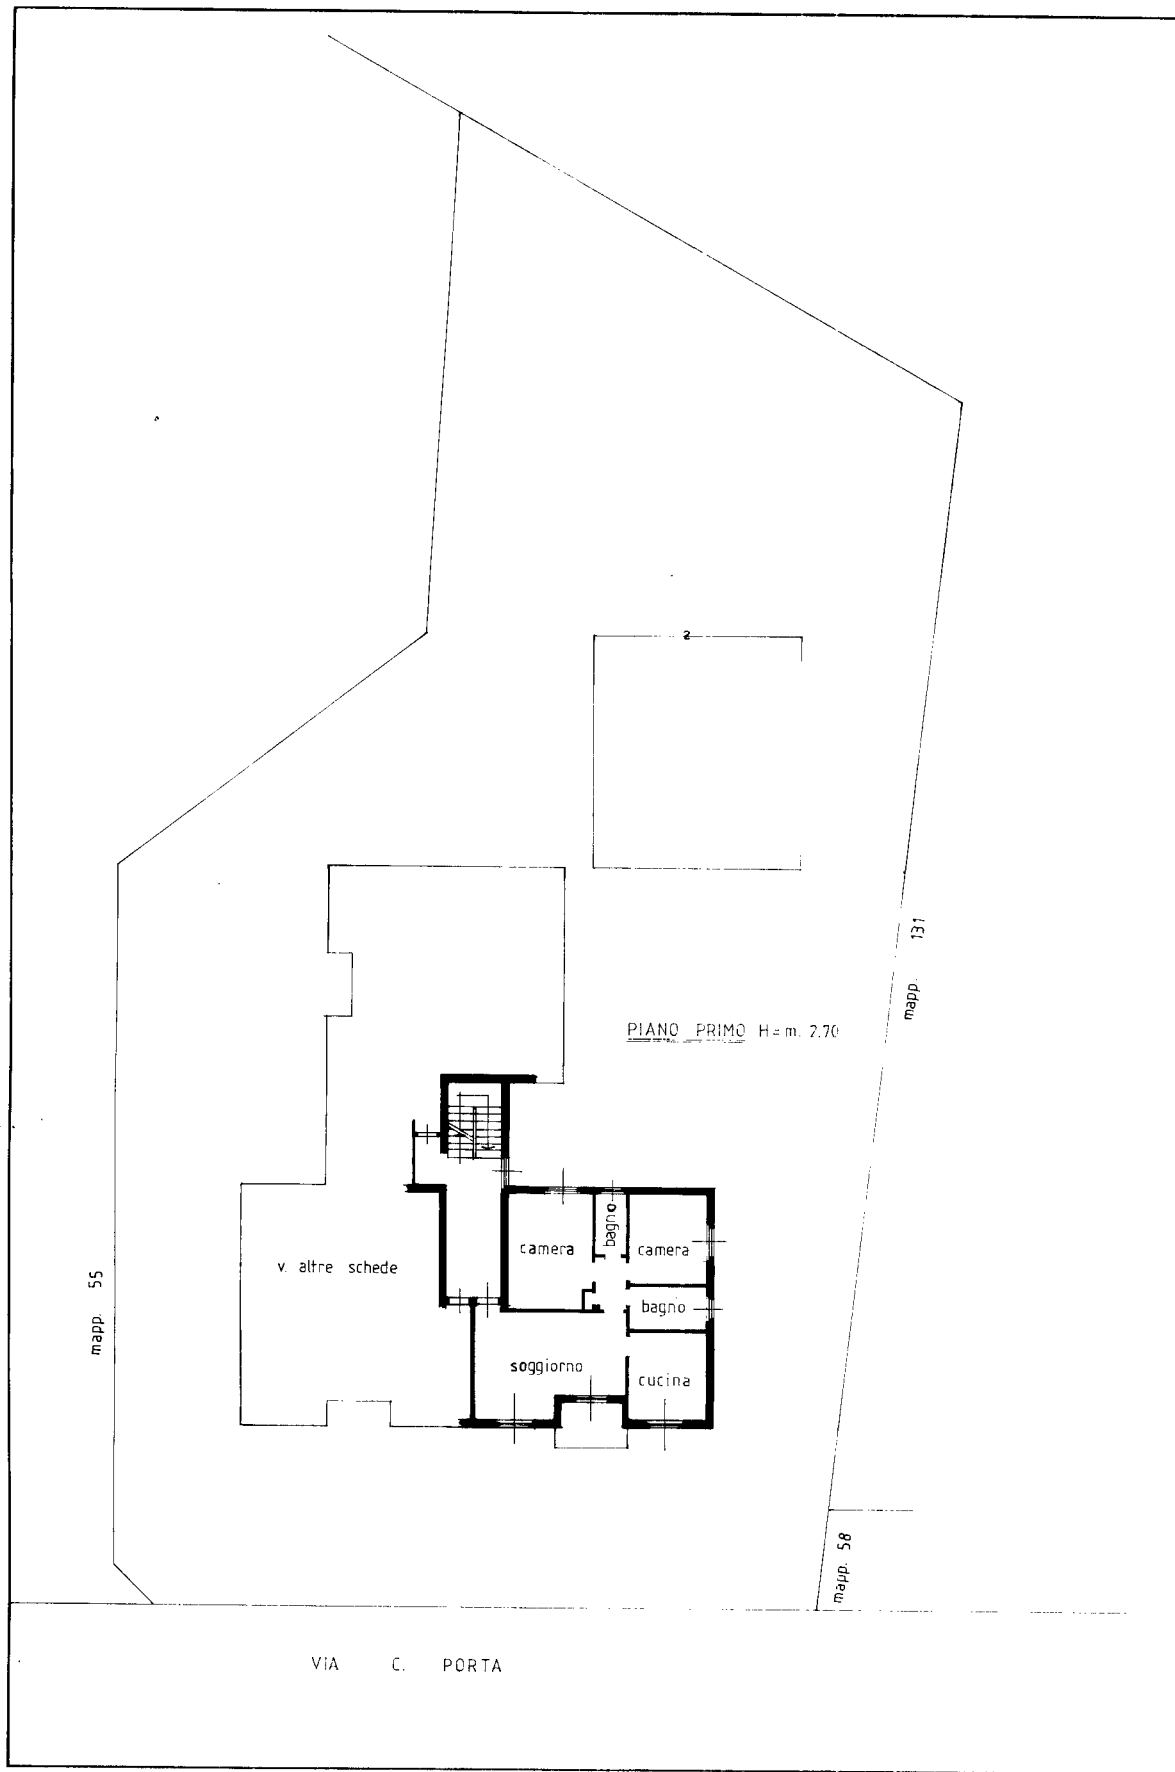 2
mapp. 131
PIANO PRIMO H = m. 2.70
bagno
camera
camera
v. altre schede
mapp. 55
bagno
soggiorno
cucina
mapp. 58
VIA C. PORTA